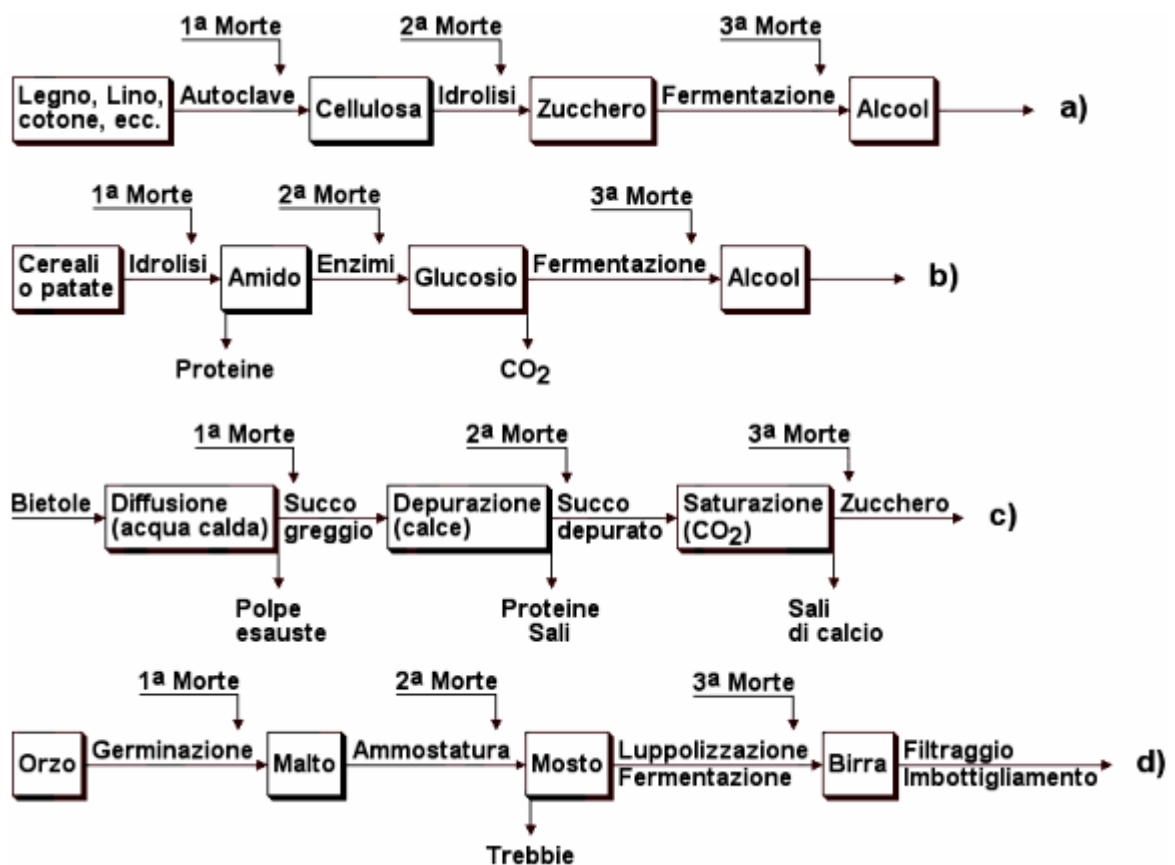 1ª Morte 2ª Morte 3ª Morte
Legno, Lino,
cotone, ecc.
Autoclave
Cellulosa
Idrolisi
Zucchero
Fermentazione
Alcool
a)
1ª Morte 2ª Morte 3ª Morte
Cereali
o patate
Idrolisi
Amido
Enzimi
Glucosio
Fermentazione
Alcool
b)
Proteine
CO2
1ª Morte 2ª Morte 3ª Morte
Bietole
Diffusione
(acqua calda)
Succo
greggio
Depurazione
(calce)
Succo
depurato
Saturazione
(CO2)
Zucchero
c)
Polpe
esauste
Proteine
Sali
Sali
di calcio
1ª Morte 2ª Morte 3ª Morte
Orzo
Germinazione
Malto
Ammostatura
Mosto
Luppolizzazione
Fermentazione
Birra
Filtraggio
Imbottigliamento
d)
Trebbie